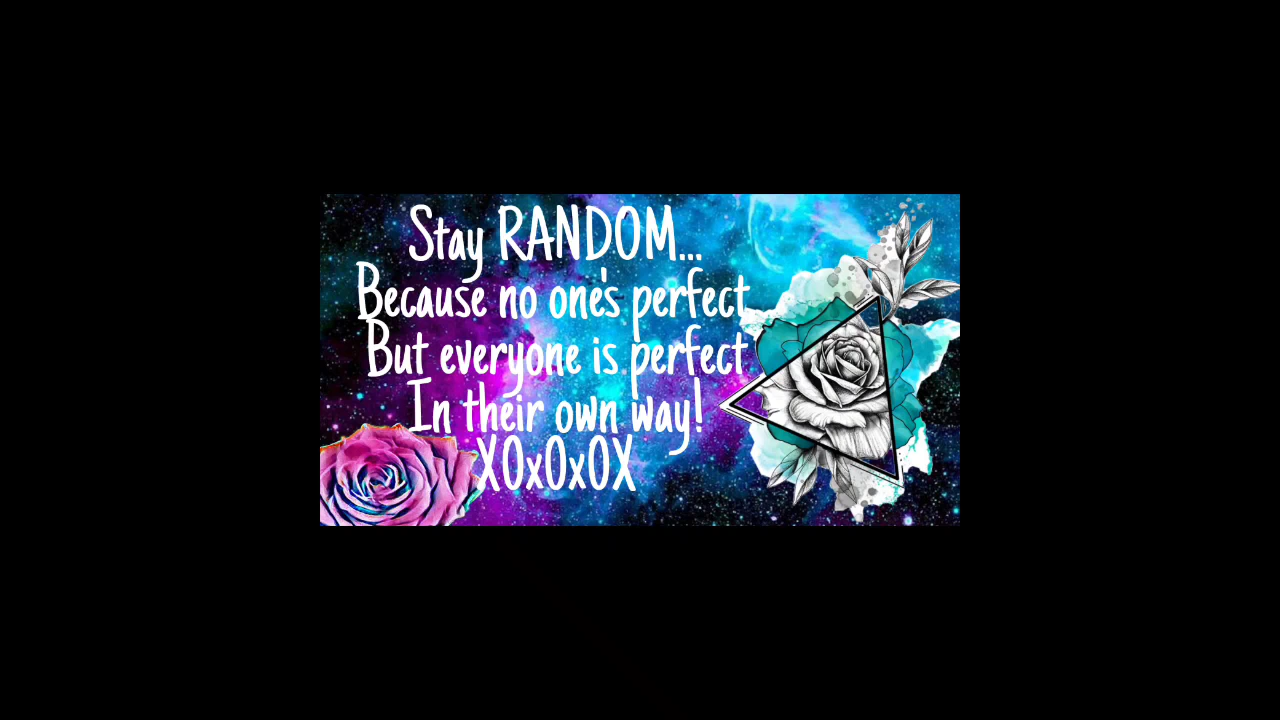 Stay RANDOM...
Because no one's perfect
But everyone is perfect
In their own way!
XOxOxOX